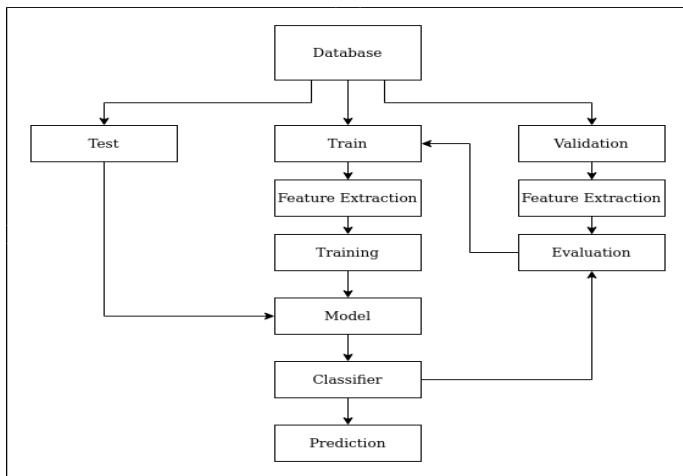 Database
Test
Train
Validation
Feature Extraction
Feature Extraction
Training
Evaluation
Model
Classifier
Prediction